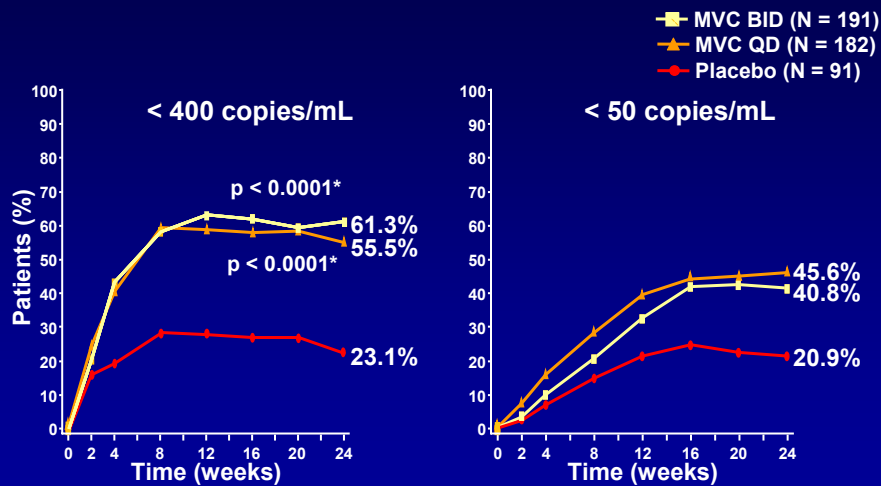 MVC BID (N = 191)
MVC QD (N = 182)
Placebo (N = 91)
< 400 copies/mL
Patients (%)
100
90
80
70
60
50
40
30
20
10
0
p < 0.0001*
p < 0.0001*
61.3%
55.5%
23.1%
0 2 4 8 12 16 20 24
Time (weeks)
< 50 copies/mL
100
90
80
70
60
50
40
30
20
10
0
45.6%
40.8%
20.9%
0 2 4 8 12 16 20 24
Time (weeks)